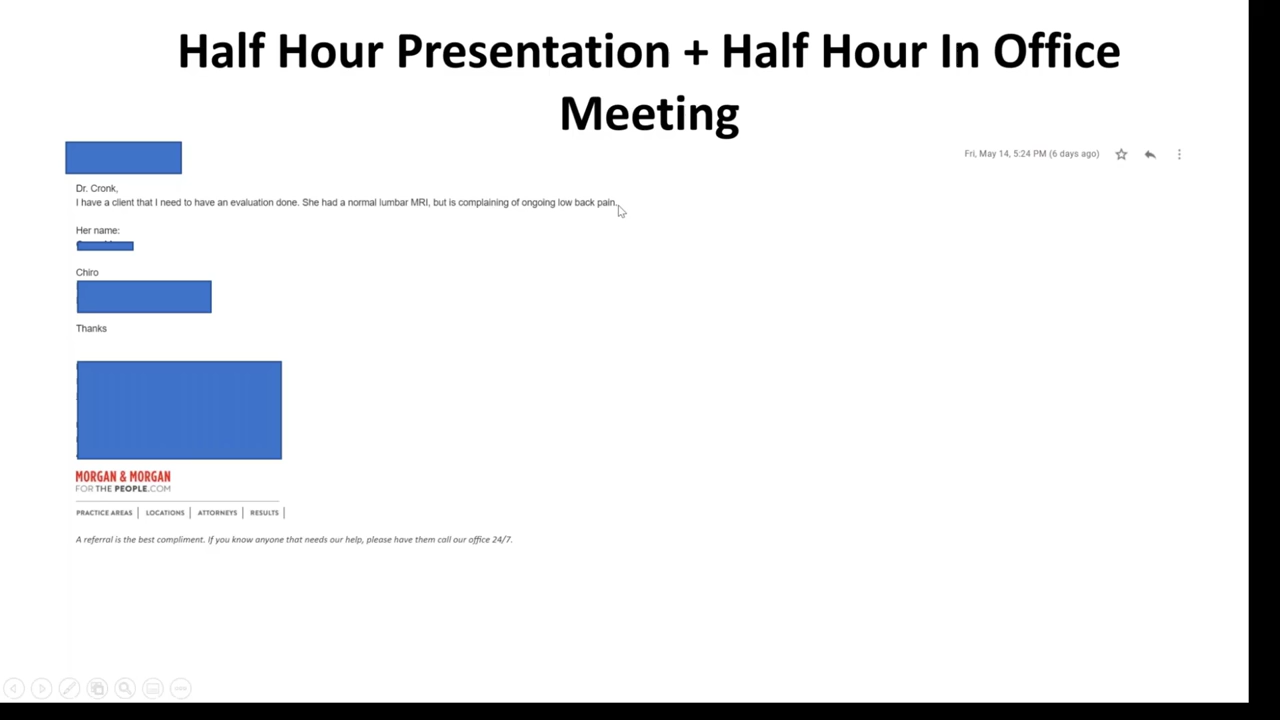 Half Hour Presentation + Half Hour In Office
Meeting
Fri, May 14, 5:24 PM (6 days ago)
Dr. Cronk,
I have a client that I need to have an evaluation done. She had a normal lumbar MRI, but is complaining of ongoing low back pain.
Her name:
Chiro
Thanks
MORGAN & MORGAN
FOR THE PEOPLE.COM
PRACTICE AREAS | LOCATIONS | ATTORNEYS | RESULTS |
A referral is the best compliment. If you know anyone that needs our help, please have them call our office 24/7.